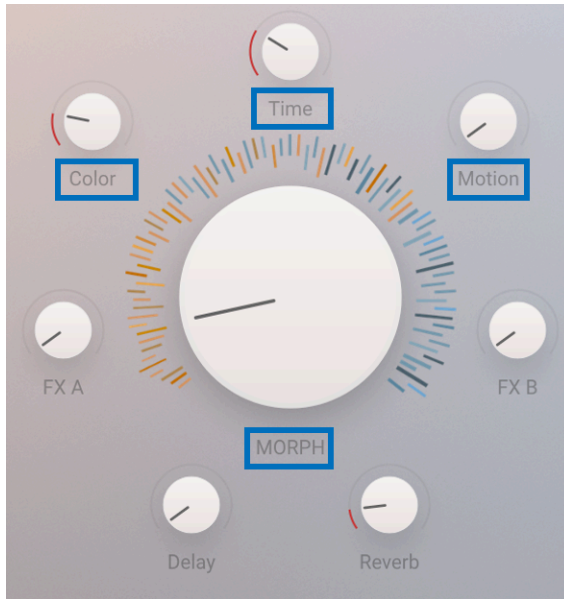 Time
Color
Motion
FX A
FX B
MORPH
Delay
Reverb